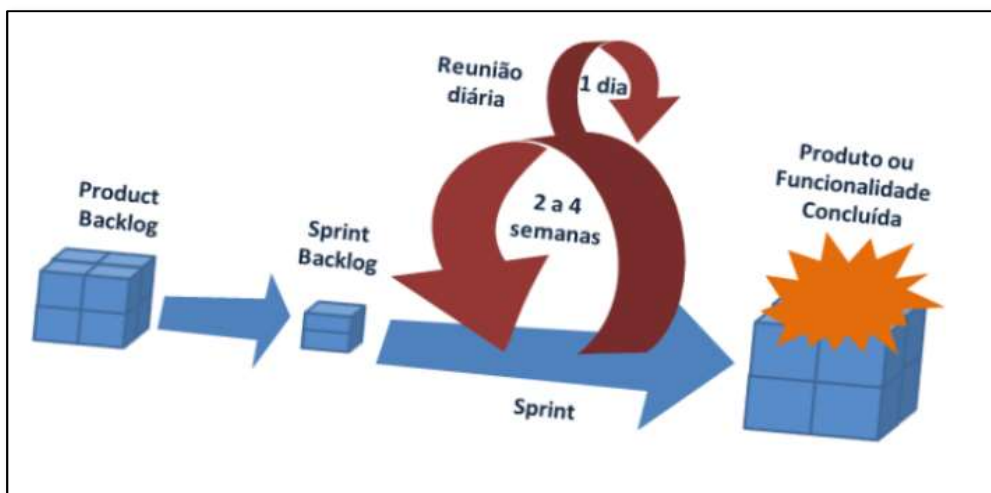 Product
Backlog
Sprint
Backlog
Reunião
diária
1 dia
2 a 4
semanas
Sprint
Produto ou
Funcionalidade
Concluída